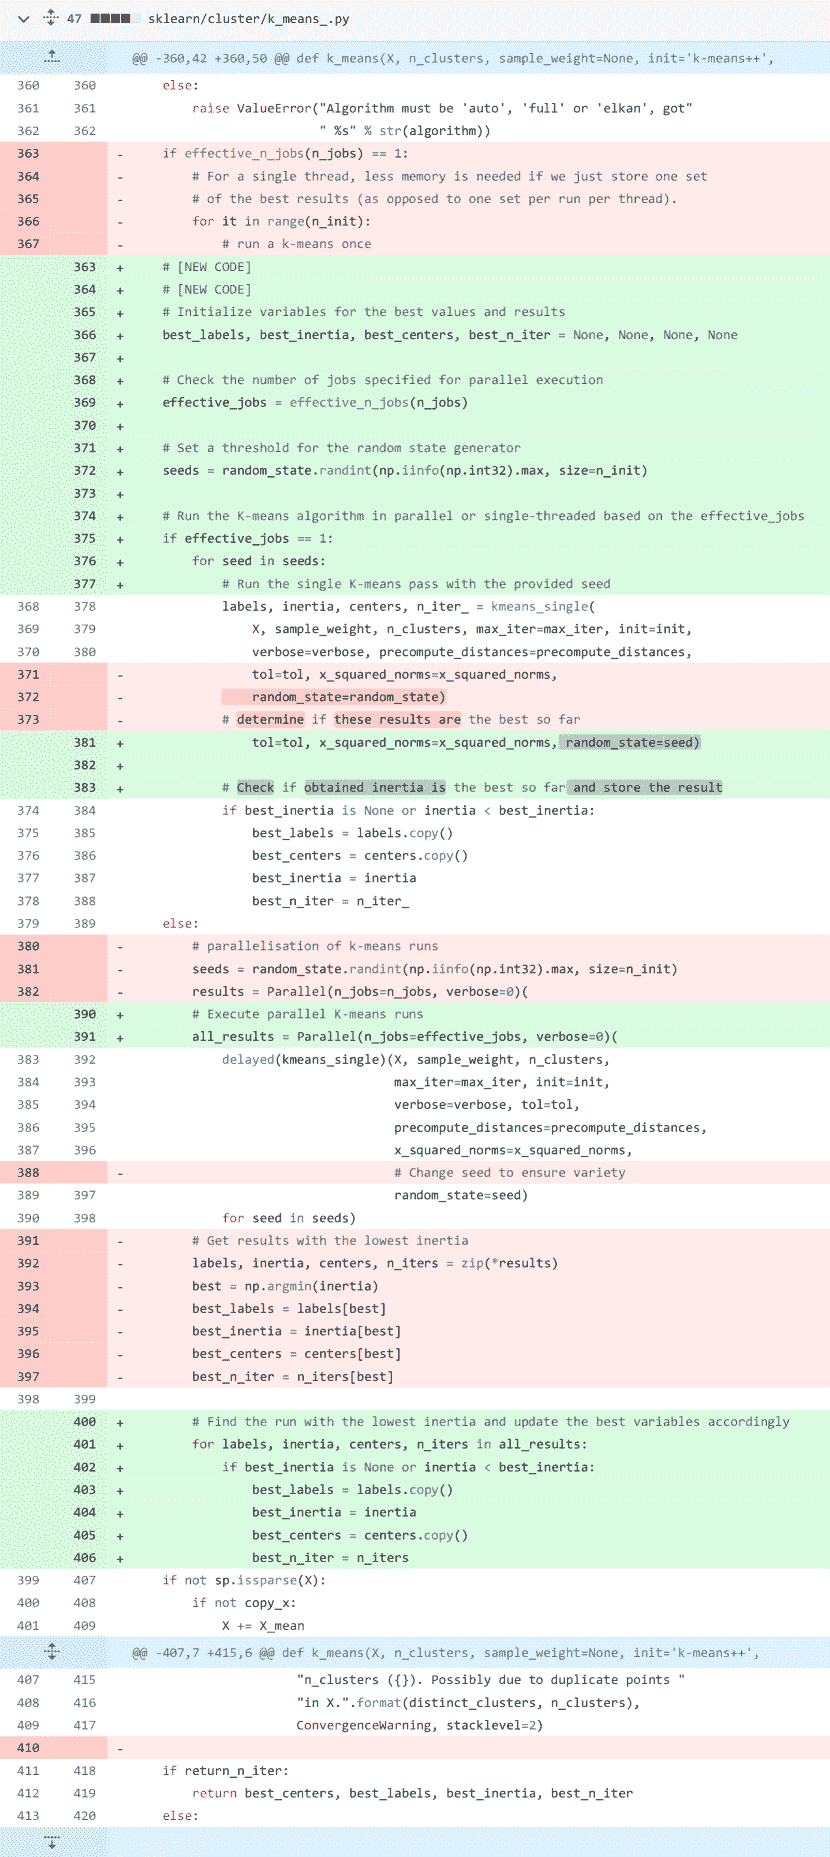 47 sklearn/cluster/k_means_.py
@@ -360,42 +360,50 @@ def k_means(X, n_clusters, sample_weight=None, init='k-means++',
360 360 else:
361 361 raise ValueError("Algorithm must be 'auto', 'full' or 'elkan', got"
362 362 " %s" % str(algorithm))
363 - if effective_n_jobs(n_jobs) == 1:
364 - # For a single thread, less memory is needed if we just store one set
365 - # of the best results (as opposed to one set per run per thread).
366 - for it in range(n_init):
367 - # run a k-means once
363 + # [NEW CODE]
364 + # [NEW CODE]
365 + # Initialize variables for the best values and results
366 + best_labels, best_inertia, best_centers, best_n_iter = None, None, None, None
367 +
368 + # Check the number of jobs specified for parallel execution
369 + effective_jobs = effective_n_jobs(n_jobs)
370 +
371 + # Set a threshold for the random state generator
372 + seeds = random_state.randint(np.iinfo(np.int32).max, size=n_init)
373 +
374 + # Run the K-means algorithm in parallel or single-threaded based on the effective_jobs
375 + if effective_jobs == 1:
376 + for seed in seeds:
377 + # Run the single K-means pass with the provided seed
368 378 labels, inertia, centers, n_iter_ = kmeans_single(
369 379 X, sample_weight, n_clusters, max_iter=max_iter, init=init,
370 380 verbose=verbose, precompute_distances=precompute_distances,
371 - tol=tol, x_squared_norms=x_squared_norms,
372 - random_state=random_state)
373 - # determine if these results are the best so far
381 + tol=tol, x_squared_norms=x_squared_norms, random_state=seed)
382 +
383 + # Check if obtained inertia is the best so far and store the result
374 384 if best_inertia is None or inertia < best_inertia:
375 385 best_labels = labels.copy()
376 386 best_centers = centers.copy()
377 387 best_inertia = inertia
378 388 best_n_iter = n_iter_
379 389 else:
380 - # parallelisation of k-means runs
381 - seeds = random_state.randint(np.iinfo(np.int32).max, size=n_init)
382 - results = Parallel(n_jobs=n_jobs, verbose=0)(
390 + # Execute parallel K-means runs
391 + all_results = Parallel(n_jobs=effective_jobs, verbose=0)(
383 392 delayed(kmeans_single)(X, sample_weight, n_clusters,
384 393 max_iter=max_iter, init=init,
385 394 verbose=verbose, tol=tol,
386 395 precompute_distances=precompute_distances,
387 396 x_squared_norms=x_squared_norms,
388 - # Change seed to ensure variety
389 397 random_state=seed)
390 398 for seed in seeds)
391 - # Get results with the lowest inertia
392 - labels, inertia, centers, n_iters = zip(*results)
393 - best = np.argmin(inertia)
394 - best_labels = labels[best]
395 - best_inertia = inertia[best]
396 - best_centers = centers[best]
397 - best_n_iter = n_iters[best]
398 399
400 + # Find the run with the lowest inertia and update the best variables accordingly
401 + for labels, inertia, centers, n_iters in all_results:
402 + if best_inertia is None or inertia < best_inertia:
403 + best_labels = labels.copy()
404 + best_inertia = inertia
405 + best_centers = centers.copy()
406 + best_n_iter = n_iters
399 407 if not sp.issparse(X):
400 408 if not copy_x:
401 409 X += X_mean
@@ -407,7 +415,6 @@ def k_means(X, n_clusters, sample_weight=None, init='k-means++',
407 415 "n_clusters ({}). Possibly due to duplicate points "
408 416 "in X.".format(distinct_clusters, n_clusters),
409 417 ConvergenceWarning, stacklevel=2)
410 -
411 418 if return_n_iter:
412 419 return best_centers, best_labels, best_inertia, best_n_iter
413 420 else: